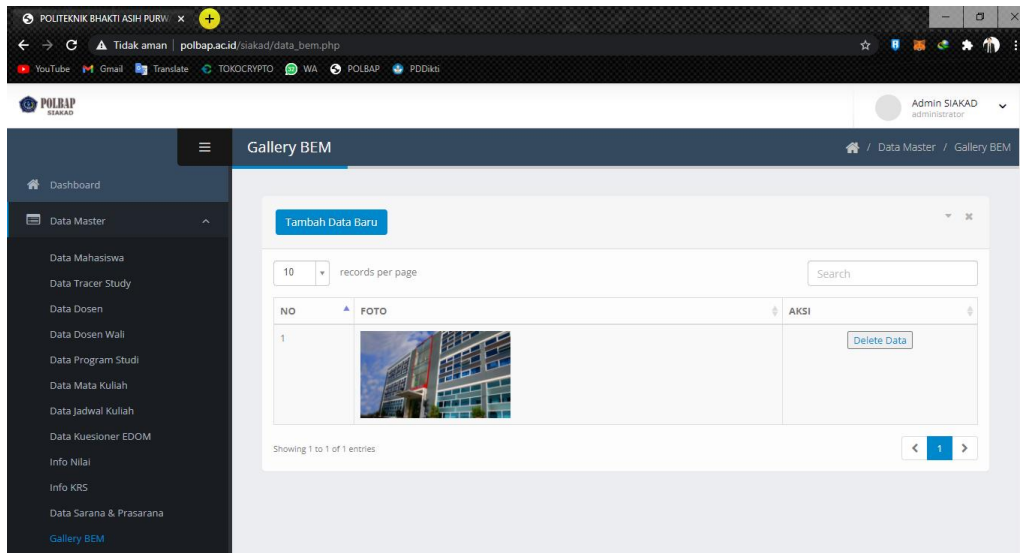 POLITEKNIK BHAKTI ASIH PURWA
Tidak aman | polbap.ac.id/siakad/data_bem.php
YouTube Gmail Translate TOKOCRYPTO WA POLBAP PDDikti
POLBAP
SIAKAD
Admin SIAKAD
administrator
Gallery BEM
/ Data Master / Gallery BEM
Dashboard
Data Master
Data Mahasiswa
Data Tracer Study
Data Dosen
Data Dosen Wali
Data Program Studi
Data Mata Kuliah
Data Jadwal Kuliah
Data Kuesioner EDOM
Info Nilai
Info KRS
Data Sarana & Prasarana
Gallery BEM
Tambah Data Baru
10 records per page
Search
NO FOTO AKSI
1 Delete Data
Showing 1 to 1 of 1 entries
1